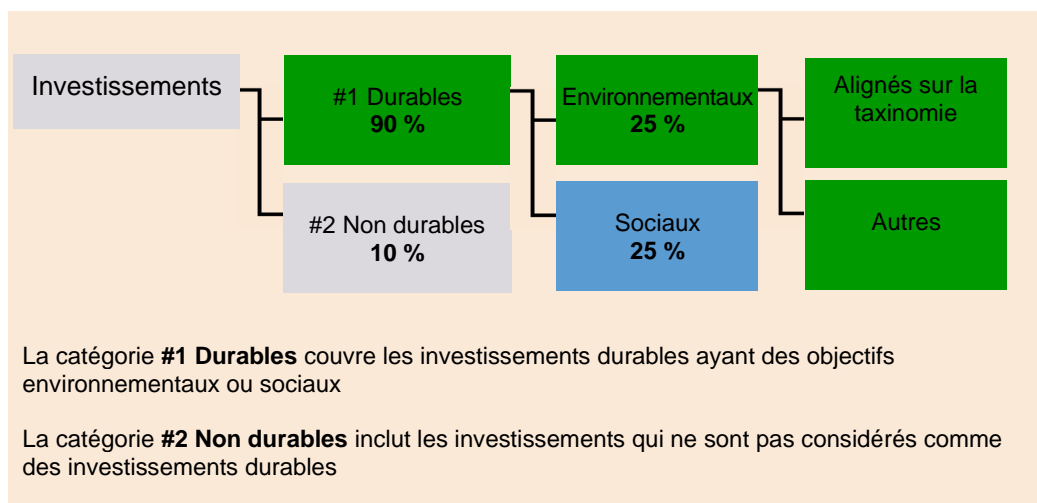 Investissements
#1 Durables
90 %
Environnementaux
25 %
Alignés sur la
taxinomie
#2 Non durables
10 %
Sociaux
25 %
Autres
La catégorie #1 Durables couvre les investissements durables ayant des objectifs
environnementaux ou sociaux
La catégorie #2 Non durables inclut les investissements qui ne sont pas considérés comme
des investissements durables